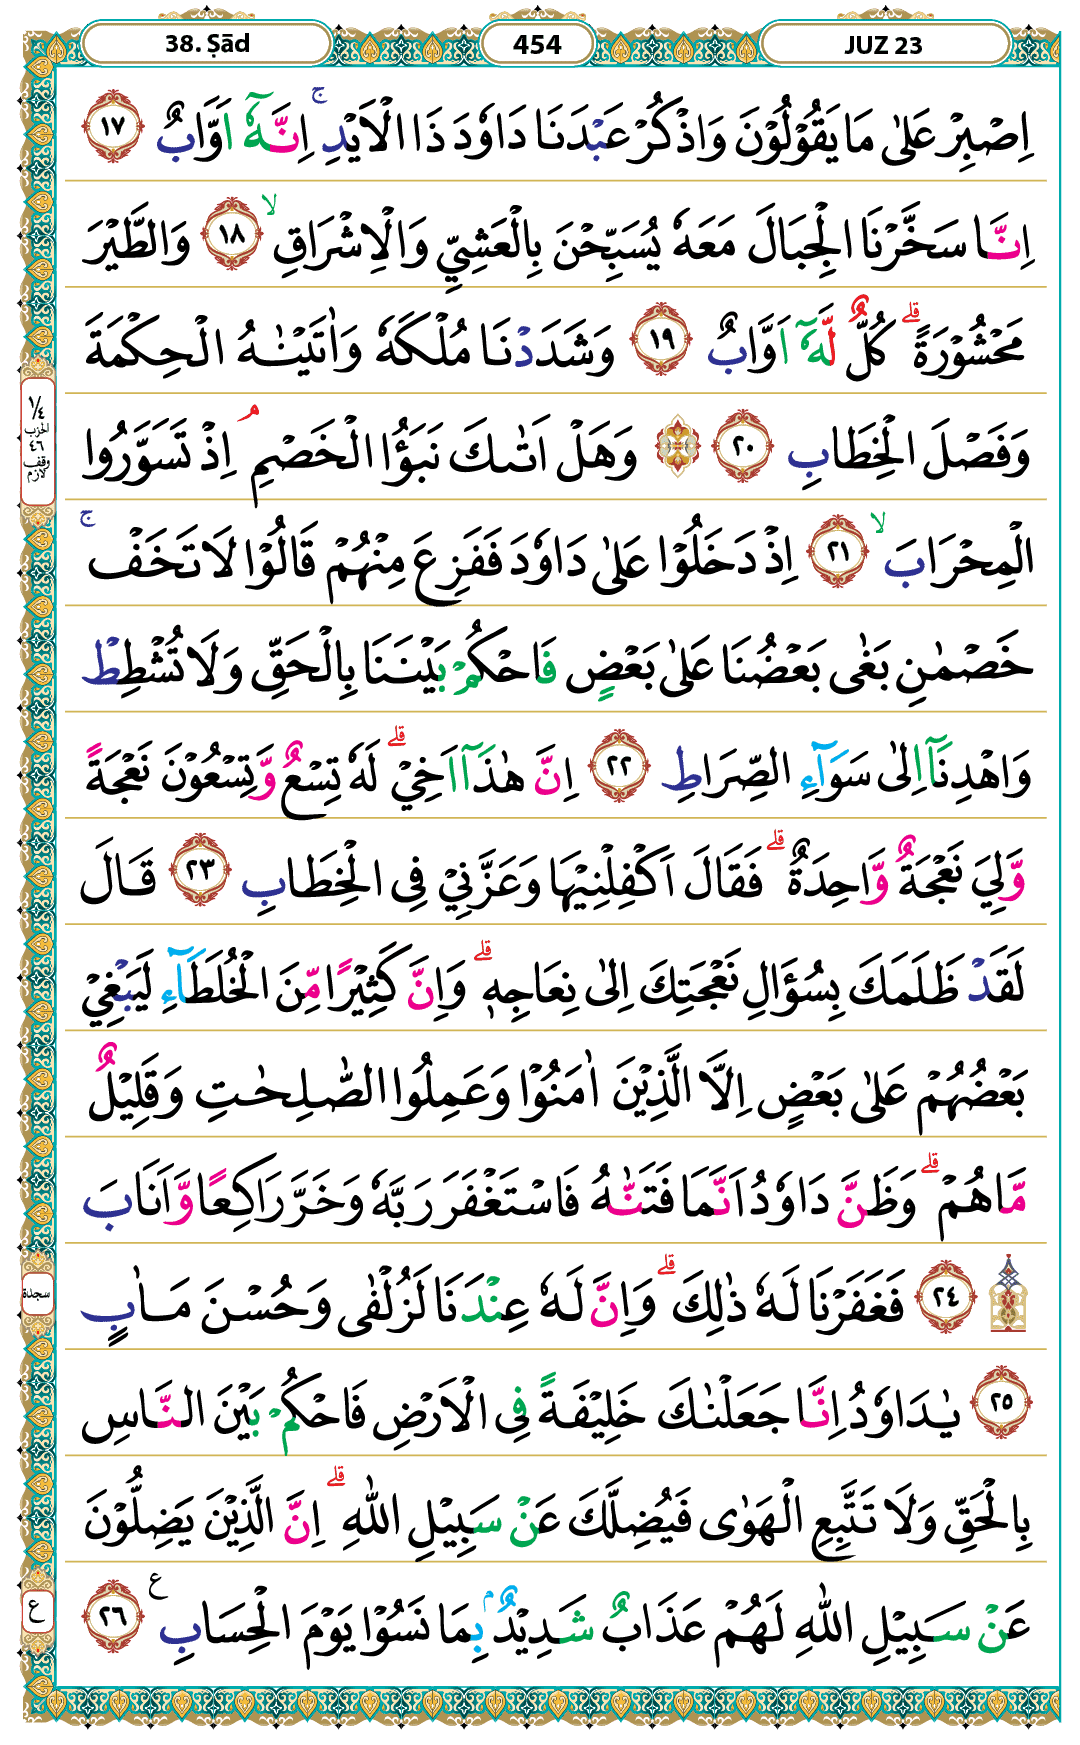 38. Ṣād
454
JUZ 23
اِصْبِرْ عَلٰى مَا يَقُوْلُوْنَ وَاذْكُرْ عَبْدَنَا دَاوٗدَ ذَا الْاَيْدِ ۚ اِنَّهٗٓ اَوَّابٌ ﴿١٧﴾
اِنَّا سَخَّرْنَا الْجِبَالَ مَعَهٗ يُسَبِّحْنَ بِالْعَشِيِّ وَالْاِشْرَاقِ ۙ ﴿١٨﴾ وَالطَّيْرَ
مَحْشُوْرَةً ۗ كُلٌّ لَّهٗٓ اَوَّابٌ ﴿١٩﴾ وَشَدَدْنَا مُلْكَهٗ وَاٰتَيْنٰهُ الْحِكْمَةَ
وَفَصْلَ الْخِطَابِ ﴿٢٠﴾ ۞ وَهَلْ اَتٰىكَ نَبَؤُا الْخَصْمِ ۘ اِذْ تَسَوَّرُوا
الْمِحْرَابَ ۙ ﴿٢١﴾ اِذْ دَخَلُوْا عَلٰى دَاوٗدَ فَفَزِعَ مِنْهُمْ قَالُوْا لَا تَخَفْ ۚ
خَصْمٰنِ بَغٰى بَعْضُنَا عَلٰى بَعْضٍ فَاحْكُمْ بَيْنَنَا بِالْحَقِّ وَلَا تُشْطِطْ
وَاهْدِنَآ اِلٰى سَوَآءِ الصِّرَاطِ ﴿٢٢﴾ اِنَّ هٰذَآ اَخِيْ ۗ لَهٗ تِسْعٌ وَّتِسْعُوْنَ نَعْجَةً
وَّلِيَ نَعْجَةٌ وَّاحِدَةٌ ۗ فَقَالَ اَكْفِلْنِيْهَا وَعَزَّنِيْ فِى الْخِطَابِ ﴿٢٣﴾ قَالَ
لَقَدْ ظَلَمَكَ بِسُؤَالِ نَعْجَتِكَ اِلٰى نِعَاجِهٖ ۗ وَاِنَّ كَثِيْرًا مِّنَ الْخُلَطَآءِ لَيَبْغِيْ
بَعْضُهُمْ عَلٰى بَعْضٍ اِلَّا الَّذِيْنَ اٰمَنُوْا وَعَمِلُوا الصّٰلِحٰتِ وَقَلِيْلٌ
مَّا هُمْ ۗ وَظَنَّ دَاوٗدُ اَنَّمَا فَتَنّٰهُ فَاسْتَغْفَرَ رَبَّهٗ وَخَرَّ رَاكِعًا وَّاَنَابَ
۩ ﴿٢٤﴾ فَغَفَرْنَا لَهٗ ذٰلِكَ ۗ وَاِنَّ لَهٗ عِنْدَنَا لَزُلْفٰى وَحُسْنَ مَاٰبٍ
﴿٢٥﴾ يٰدَاوٗدُ اِنَّا جَعَلْنٰكَ خَلِيْفَةً فِى الْاَرْضِ فَاحْكُمْ بَيْنَ النَّاسِ
بِالْحَقِّ وَلَا تَتَّبِعِ الْهَوٰى فَيُضِلَّكَ عَنْ سَبِيْلِ اللّٰهِ ۗ اِنَّ الَّذِيْنَ يَضِلُّوْنَ
عَنْ سَبِيْلِ اللّٰهِ لَهُمْ عَذَابٌ شَدِيْدٌۢ بِمَا نَسُوْا يَوْمَ الْحِسَابِ ࣖ ﴿٢٦﴾
١/٤
الحزب
٤٦
وقف
لازم
سجدة
ع